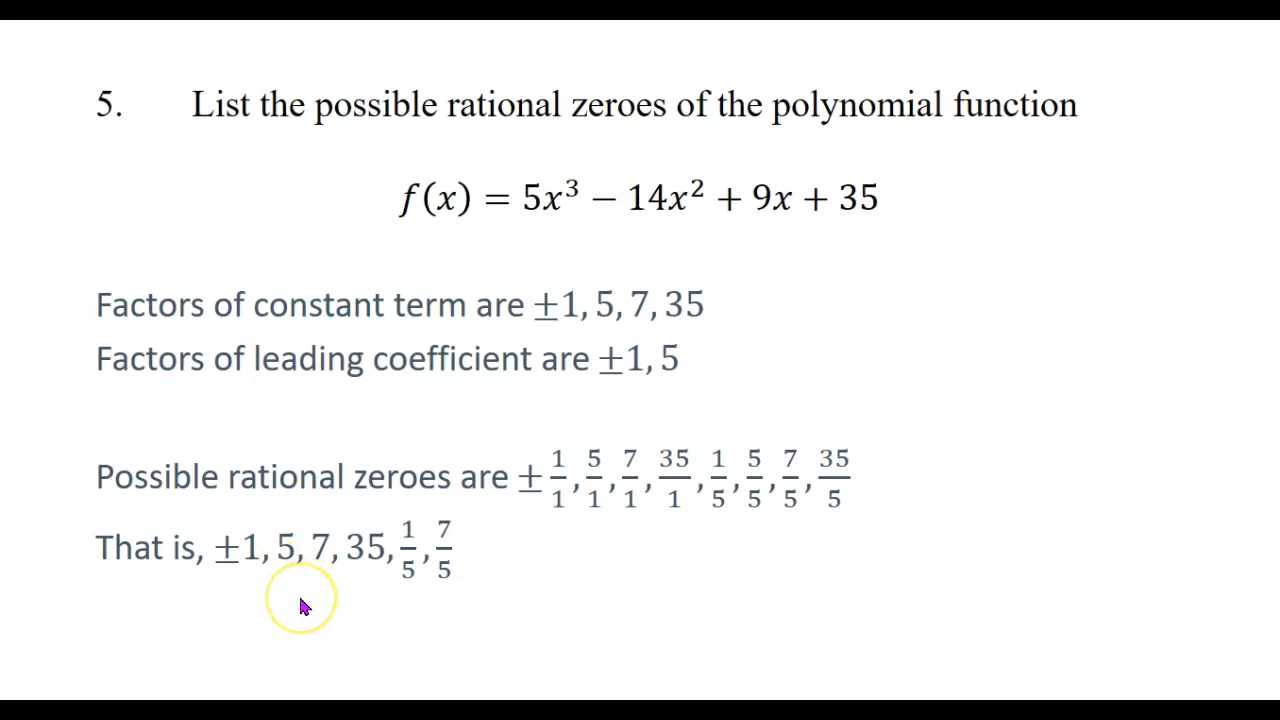 5. List the possible rational zeroes of the polynomial function
f(x) = 5x³ − 14x² + 9x + 35
Factors of constant term are ±1, 5, 7, 35
Factors of leading coefficient are ±1, 5
Possible rational zeroes are ± 1/1, 5/1, 7/1, 35/1, 1/5, 5/5, 7/5, 35/5
That is, ±1, 5, 7, 35, 1/5, 7/5